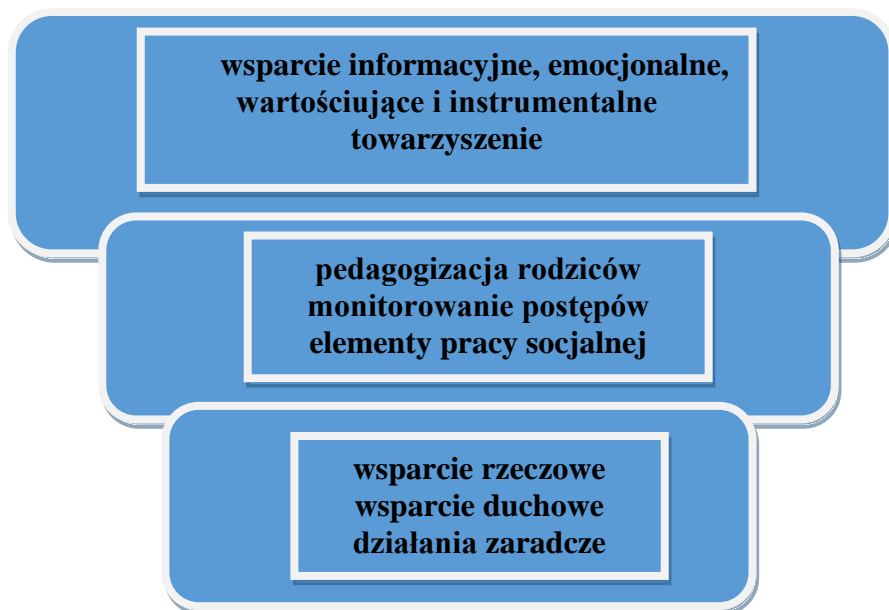 wsparcie informacyjne, emocjonalne,
wartościujące i instrumentalne
towarzyszenie
pedagogizacja rodziców
monitorowanie postępów
elementy pracy socjalnej
wsparcie rzeczowe
wsparcie duchowe
działania zaradcze